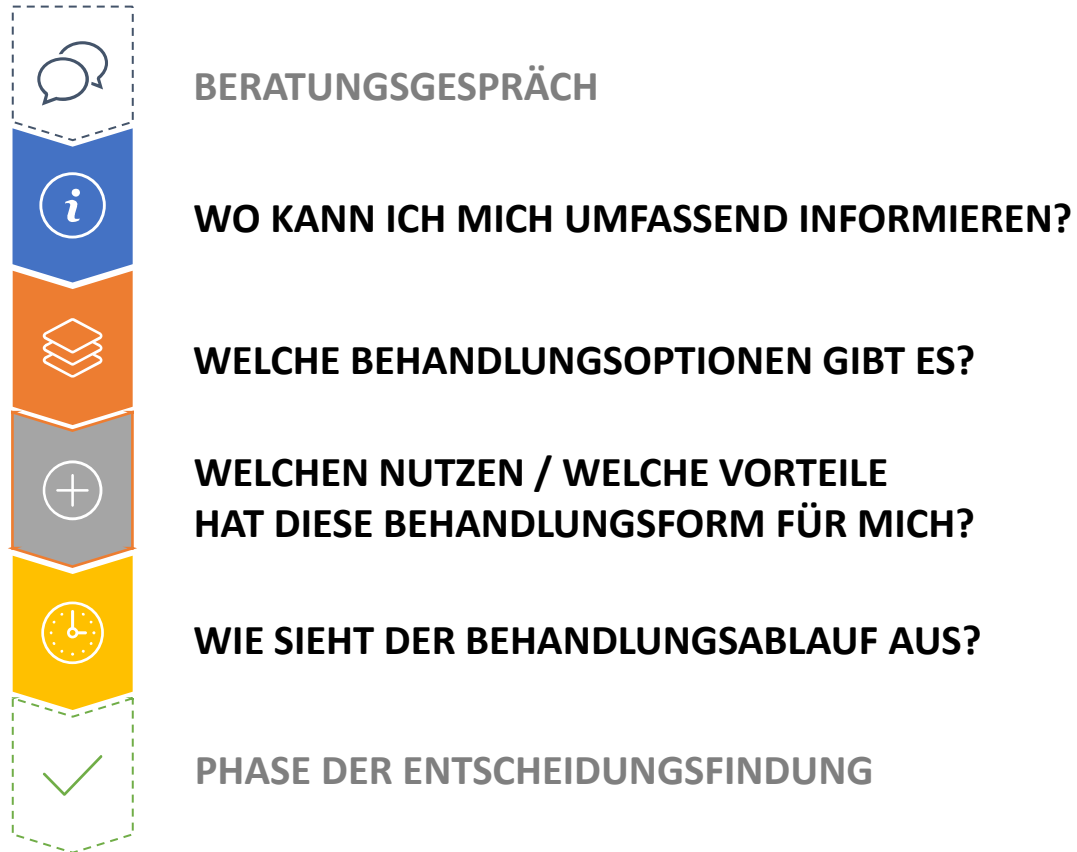 BERATUNGSGESPRÄCH
i
WO KANN ICH MICH UMFASSEND INFORMIEREN?
WELCHE BEHANDLUNGSOPTIONEN GIBT ES?
WELCHEN NUTZEN / WELCHE VORTEILE
HAT DIESE BEHANDLUNGSFORM FÜR MICH?
WIE SIEHT DER BEHANDLUNGSABLAUF AUS?
PHASE DER ENTSCHEIDUNGSFINDUNG